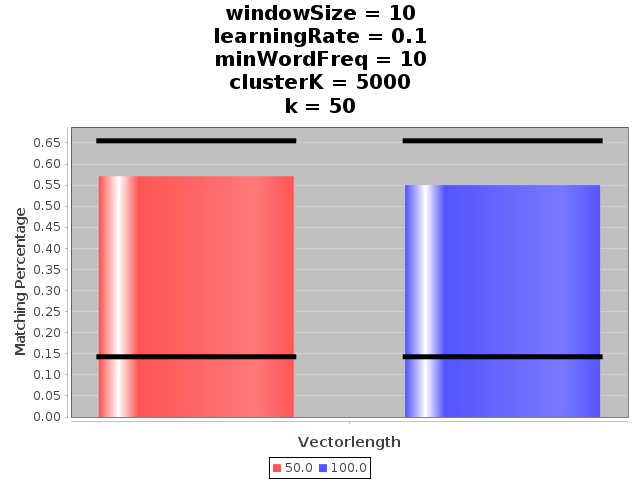 windowSize = 10
learningRate = 0.1
minWordFreq = 10
clusterK = 5000
k = 50
Matching Percentage
0.65
0.60
0.55
0.50
0.45
0.40
0.35
0.30
0.25
0.20
0.15
0.10
0.05
0.00
Vectorlength
50.0 100.0